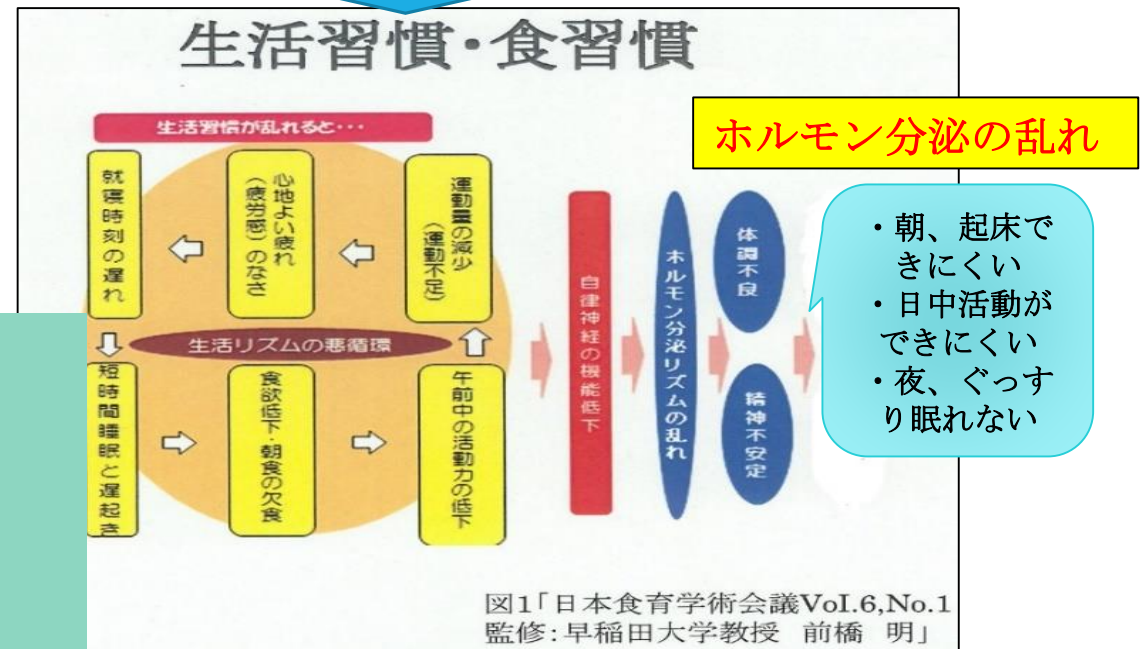 生活習慣・食習慣
生活習慣が乱れると･･･
ホルモン分泌の乱れ
就寝時刻の遅れ
心地よい疲れ
(疲労感)のなさ
運動量の減少
(運動不足)
生活リズムの悪循環
短時間睡眠と遅起き
食欲低下・朝食の欠食
午前中の活動力の低下
自律神経の機能低下
ホルモン分泌リズムの乱れ
体調不良
精神不安定
・朝、起床で
きにくい
・日中活動が
できにくい
・夜、ぐっす
り眠れない
図1「日本食育学術会議VoI.6,No.1
監修:早稲田大学教授 前橋 明」